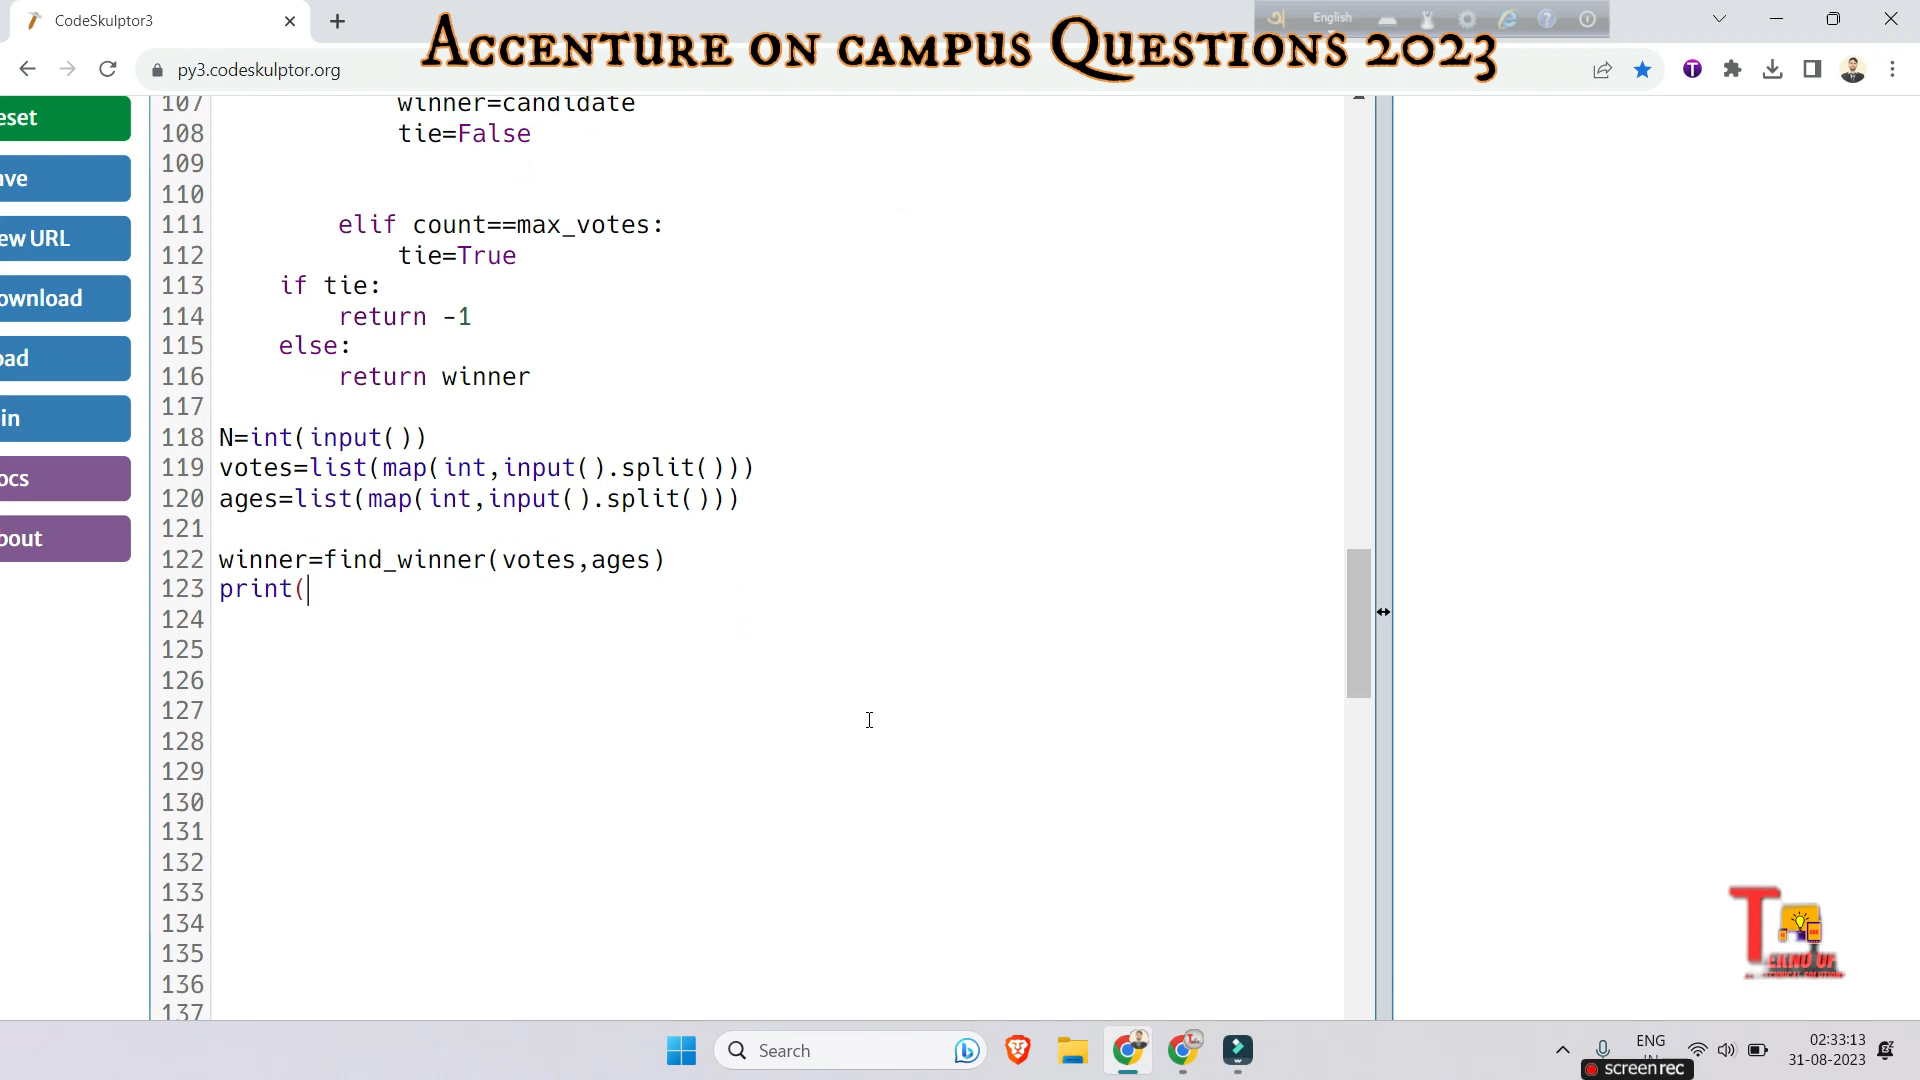 CodeSkulptor3
English
Accenture on campus Questions 2023
py3.codeskulptor.org
eset
ave
ew URL
ownload
oad
in
ocs
bout
107 winner=candidate
108 tie=False
109
110
111 elif count==max_votes:
112 tie=True
113 if tie:
114 return -1
115 else:
116 return winner
117
118 N=int(input())
119 votes=list(map(int,input().split()))
120 ages=list(map(int,input().split()))
121
122 winner=find_winner(votes,ages)
123 print(
124
125
126
127
128
129
130
131
132
133
134
135
136
137
Search
ENG
02:33:13
31-08-2023
screenrec